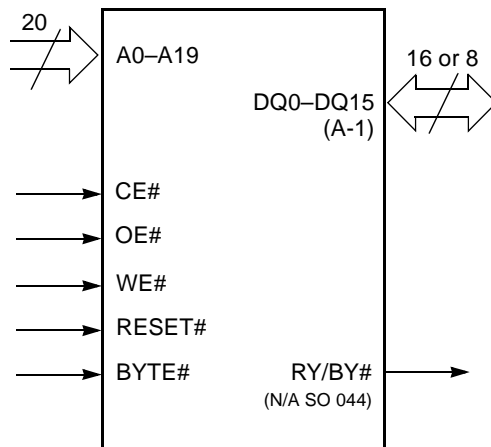 20
A0–A19
16 or 8
DQ0–DQ15
(A-1)
CE#
OE#
WE#
RESET#
BYTE#
RY/BY#
(N/A SO 044)